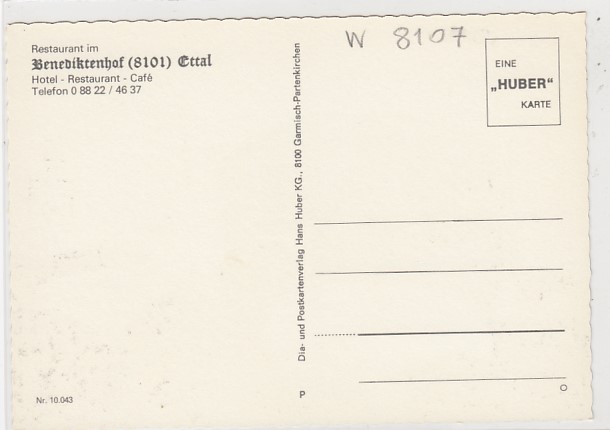 Restaurant im
Benediktenhof (8101) Ettal
Hotel - Restaurant - Café
Telefon 0 88 22 / 46 37
W 8107
EINE
„HUBER“
KARTE
Dia- und Postkartenverlag Hans Huber KG., 8100 Garmisch-Partenkirchen
Nr. 10.043
P
O